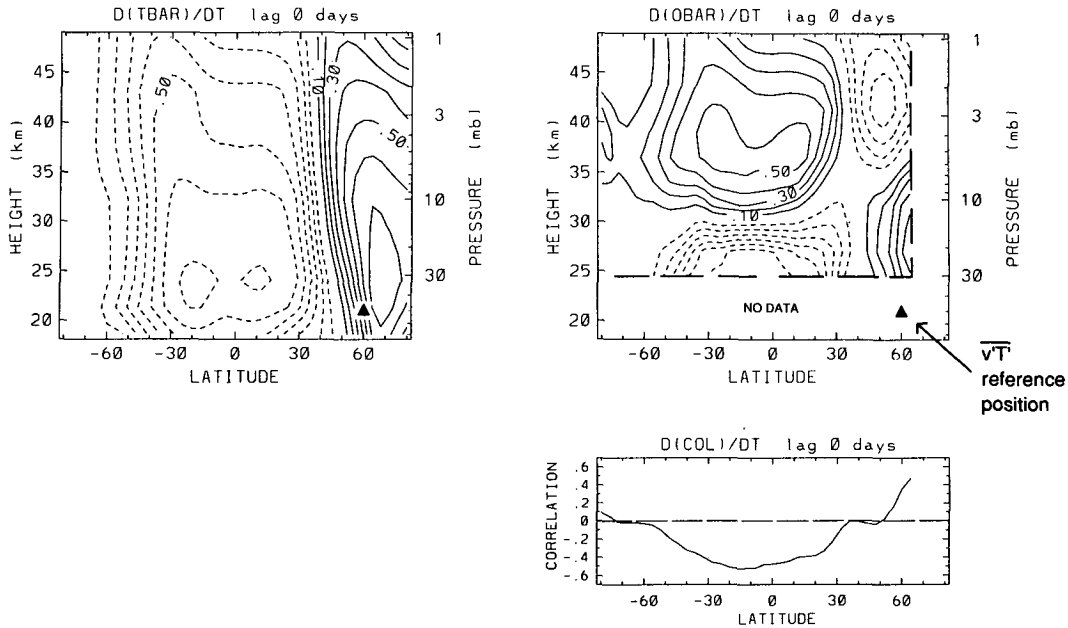 D(TBAR)/DT lag 0 days
HEIGHT (km)
45
40
35
30
25
20
.50
.10
.30
.50
1
3
10
30
PRESSURE (mb)
-60 -30 0 30 60
LATITUDE
D(OBAR)/DT lag 0 days
HEIGHT (km)
45
40
35
30
25
20
.50
.30
.10
NO DATA
1
3
10
30
PRESSURE (mb)
-60 -30 0 30 60
LATITUDE
v'T'
reference
position
D(COL)/DT lag 0 days
CORRELATION
.6
.4
.2
0
-.2
-.4
-.6
-60 -30 0 30 60
LATITUDE